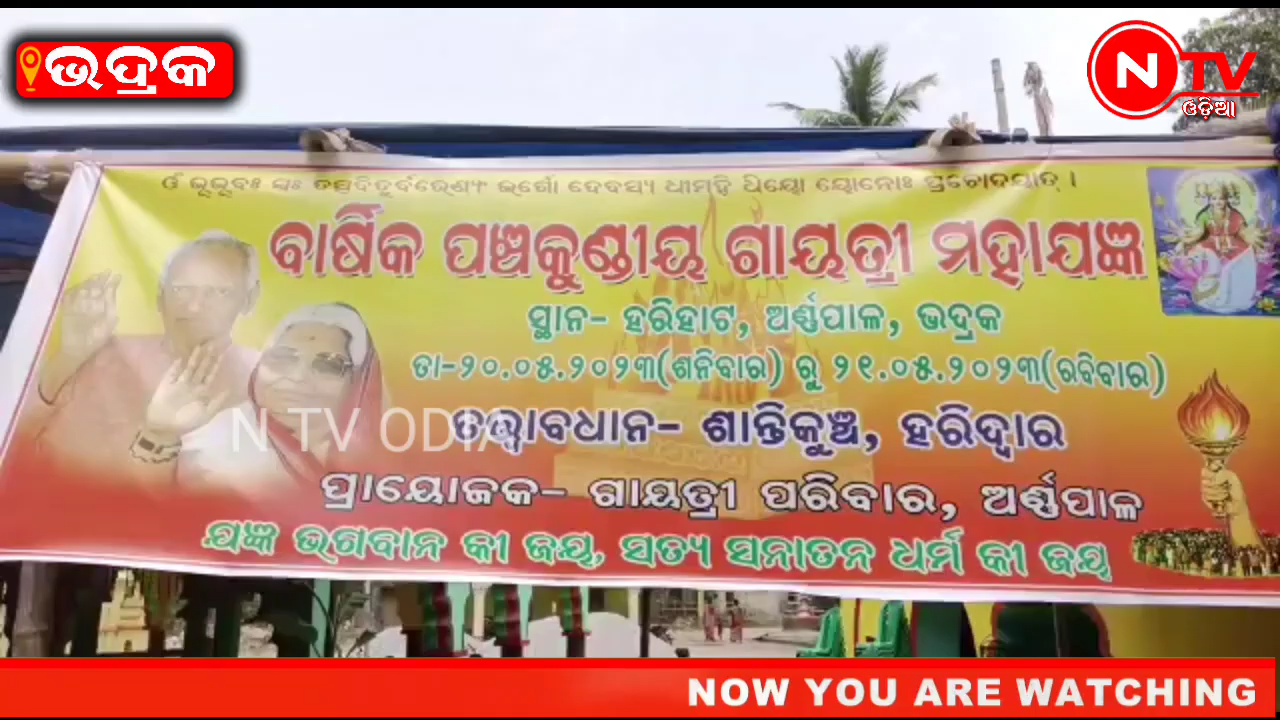 ଭଦ୍ରକ
N TV
ଓଡ଼ିଆ
ଓଁ ଭୂର୍ଭୁବଃ ସ୍ୱଃ ତତ୍ସବିତୁର୍ବରେଣ୍ୟଂ ଭର୍ଗୋ ଦେବସ୍ୟ ଧୀମହି ଧିୟୋ ୟୋନୋଃ ପ୍ରଚୋଦୟାତ୍ ।
ବାର୍ଷିକ ପଞ୍ଚକୁଣ୍ଡୀୟ ଗାୟତ୍ରୀ ମହାଯଜ୍ଞ
ସ୍ଥାନ- ହରିହାଟ, ଅର୍ଣ୍ଣପାଳ, ଭଦ୍ରକ
ତା-୨୦.୦୫.୨୦୨୩(ଶନିବାର) ରୁ ୨୧.୦୫.୨୦୨୩(ରବିବାର)
ତତ୍ତ୍ୱାବଧାନ- ଶାନ୍ତିକୁଞ୍ଜ, ହରିଦ୍ୱାର
N TV ODIA
ପ୍ରାୟୋଜକ- ଗାୟତ୍ରୀ ପରିବାର, ଅର୍ଣ୍ଣପାଳ
ଯଜ୍ଞ ଭଗବାନ କୀ ଜୟ, ସତ୍ୟ ସନାତନ ଧର୍ମ କୀ ଜୟ
NOW YOU ARE WATCHING